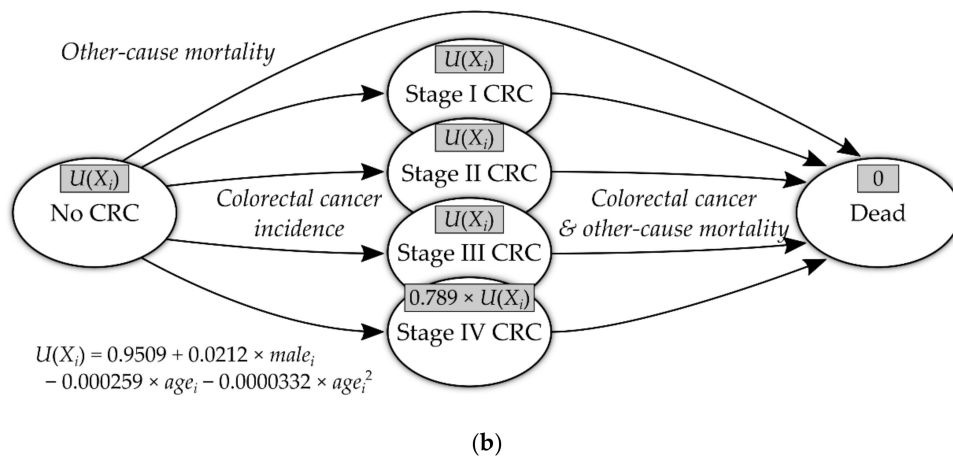 Other-cause mortality
U(Xᵢ)
Stage I CRC
U(Xᵢ)
Stage II CRC
U(Xᵢ)
No CRC
Colorectal cancer
incidence
U(Xᵢ)
Stage III CRC
Colorectal cancer
& other-cause mortality
0
Dead
0.789 × U(Xᵢ)
Stage IV CRC
U(Xᵢ) = 0.9509 + 0.0212 × maleᵢ
− 0.000259 × ageᵢ − 0.0000332 × ageᵢ²
(b)